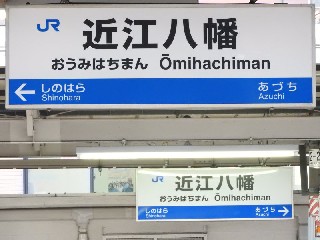 JR
近江八幡
おうみはちまん Ōmihachiman
← しのはら あづち →
Shinohara Azuchi
JR
近江八幡
おうみはちまん Ōmihachiman
しのはら あづち →
Shinohara Azuchi